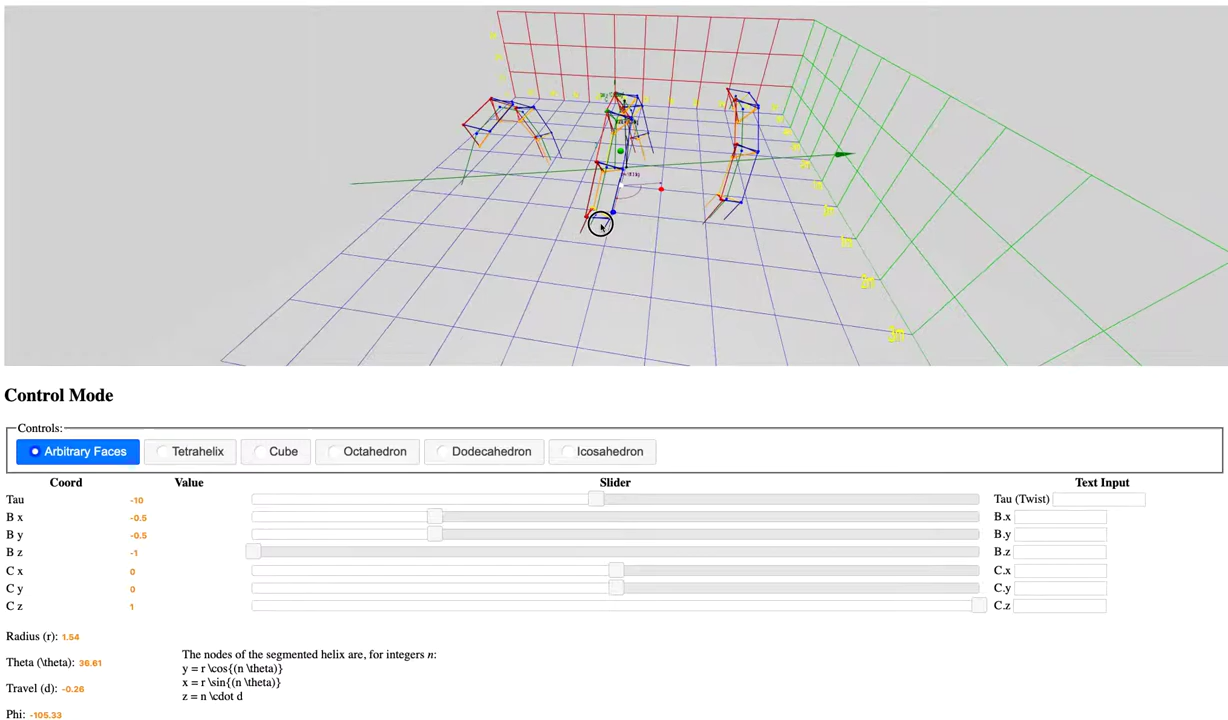 3m
Control Mode
Controls:
Arbitrary Faces Tetrahelix Cube Octahedron Dodecahedron Icosahedron
Coord Value Slider Text Input
Tau -10 Tau (Twist)
B x -0.5 B.x
B y -0.5 B.y
B z -1 B.z
C x 0 C.x
C y 0 C.y
C z 1 C.z
Radius (r): 1.54
Theta (\theta): 36.61
Travel (d): -0.26
Phi: -105.33
The nodes of the segmented helix are, for integers n:
y = r \cos{(n \theta)}
x = r \sin{(n \theta)}
z = n \cdot d